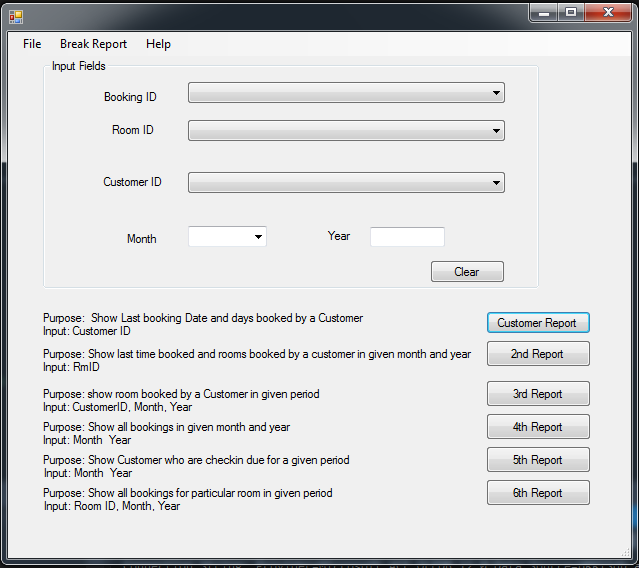 File Break Report Help
Input Fields
Booking ID
Room ID
Customer ID
Month Year
Clear
Purpose:  Show Last booking Date and days booked by a Customer
Input: Customer ID
Customer Report
Purpose: Show last time booked and rooms booked by a customer in given month and year
Input: RmID
2nd Report
Purpose: show room booked by a Customer in given period
Input: CustomerID, Month, Year
3rd Report
Purpose: Show all bookings in given month and year
Input: Month  Year
4th Report
Purpose: Show Customer who are checkin due for a given period
Input: Month  Year
5th Report
Purpose: Show all bookings for particular room in given period
Input: Room ID, Month, Year
6th Report